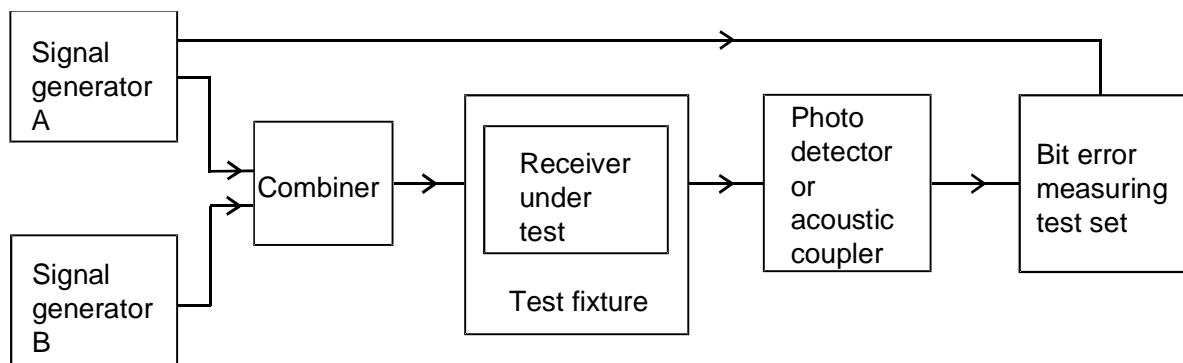 Signal
generator
A
Combiner
Receiver
under
test
Test fixture
Photo
detector
or
acoustic
coupler
Bit error
measuring
test set
Signal
generator
B